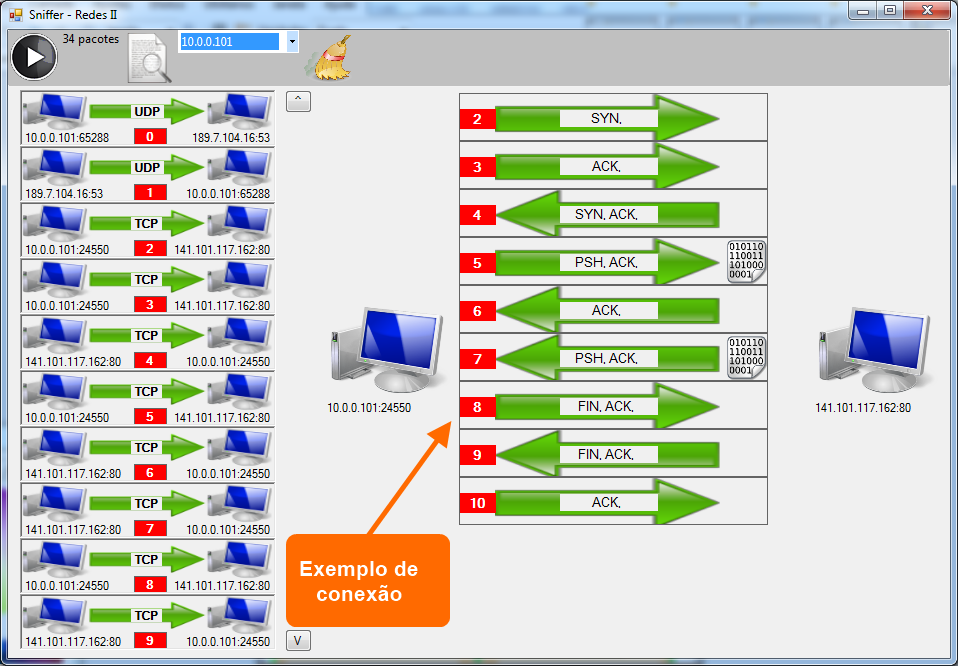 Sniffer - Redes II
34 pacotes
10.0.0.101
UDP
10.0.0.101:65288 0 189.7.104.16:53
UDP
189.7.104.16:53 1 10.0.0.101:65288
TCP
10.0.0.101:24550 2 141.101.117.162:80
TCP
10.0.0.101:24550 3 141.101.117.162:80
TCP
141.101.117.162:80 4 10.0.0.101:24550
TCP
10.0.0.101:24550 5 141.101.117.162:80
TCP
141.101.117.162:80 6 10.0.0.101:24550
TCP
141.101.117.162:80 7 10.0.0.101:24550
TCP
10.0.0.101:24550 8 141.101.117.162:80
TCP
141.101.117.162:80 9 10.0.0.101:24550
^
V
10.0.0.101:24550
2 SYN,
3 ACK,
4 SYN, ACK,
5 PSH, ACK,
010110
110011
101000
0001
6 ACK,
7 PSH, ACK,
010110
110011
101000
0001
8 FIN, ACK,
9 FIN, ACK,
10 ACK,
141.101.117.162:80
Exemplo de
conexão